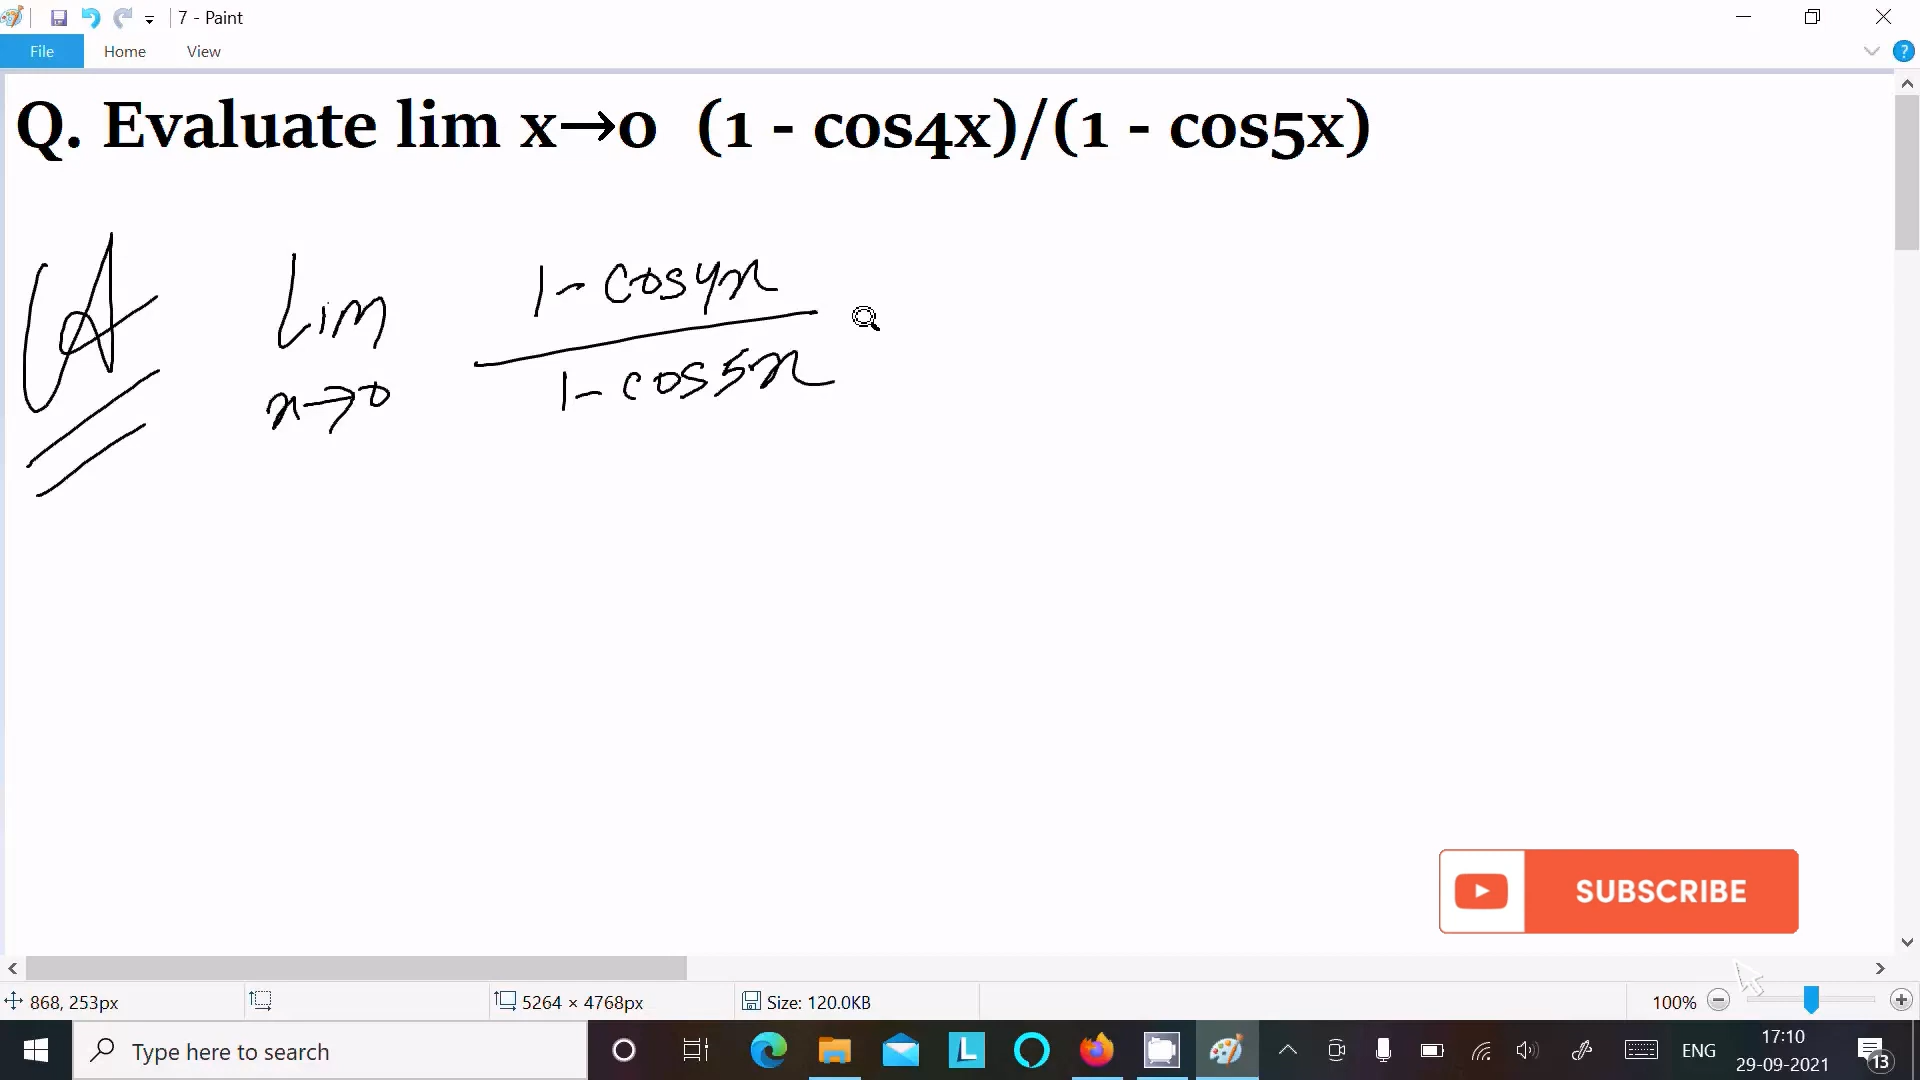 7 - Paint
File Home View
Q. Evaluate lim x→0 (1 - cos4x)/(1 - cos5x)
A
Lim 1-cos4x
x→0 1-cos5x
SUBSCRIBE
868, 253px 5264 × 4768px Size: 120.0KB 100%
Type here to search L ENG 17:10
29-09-2021 13